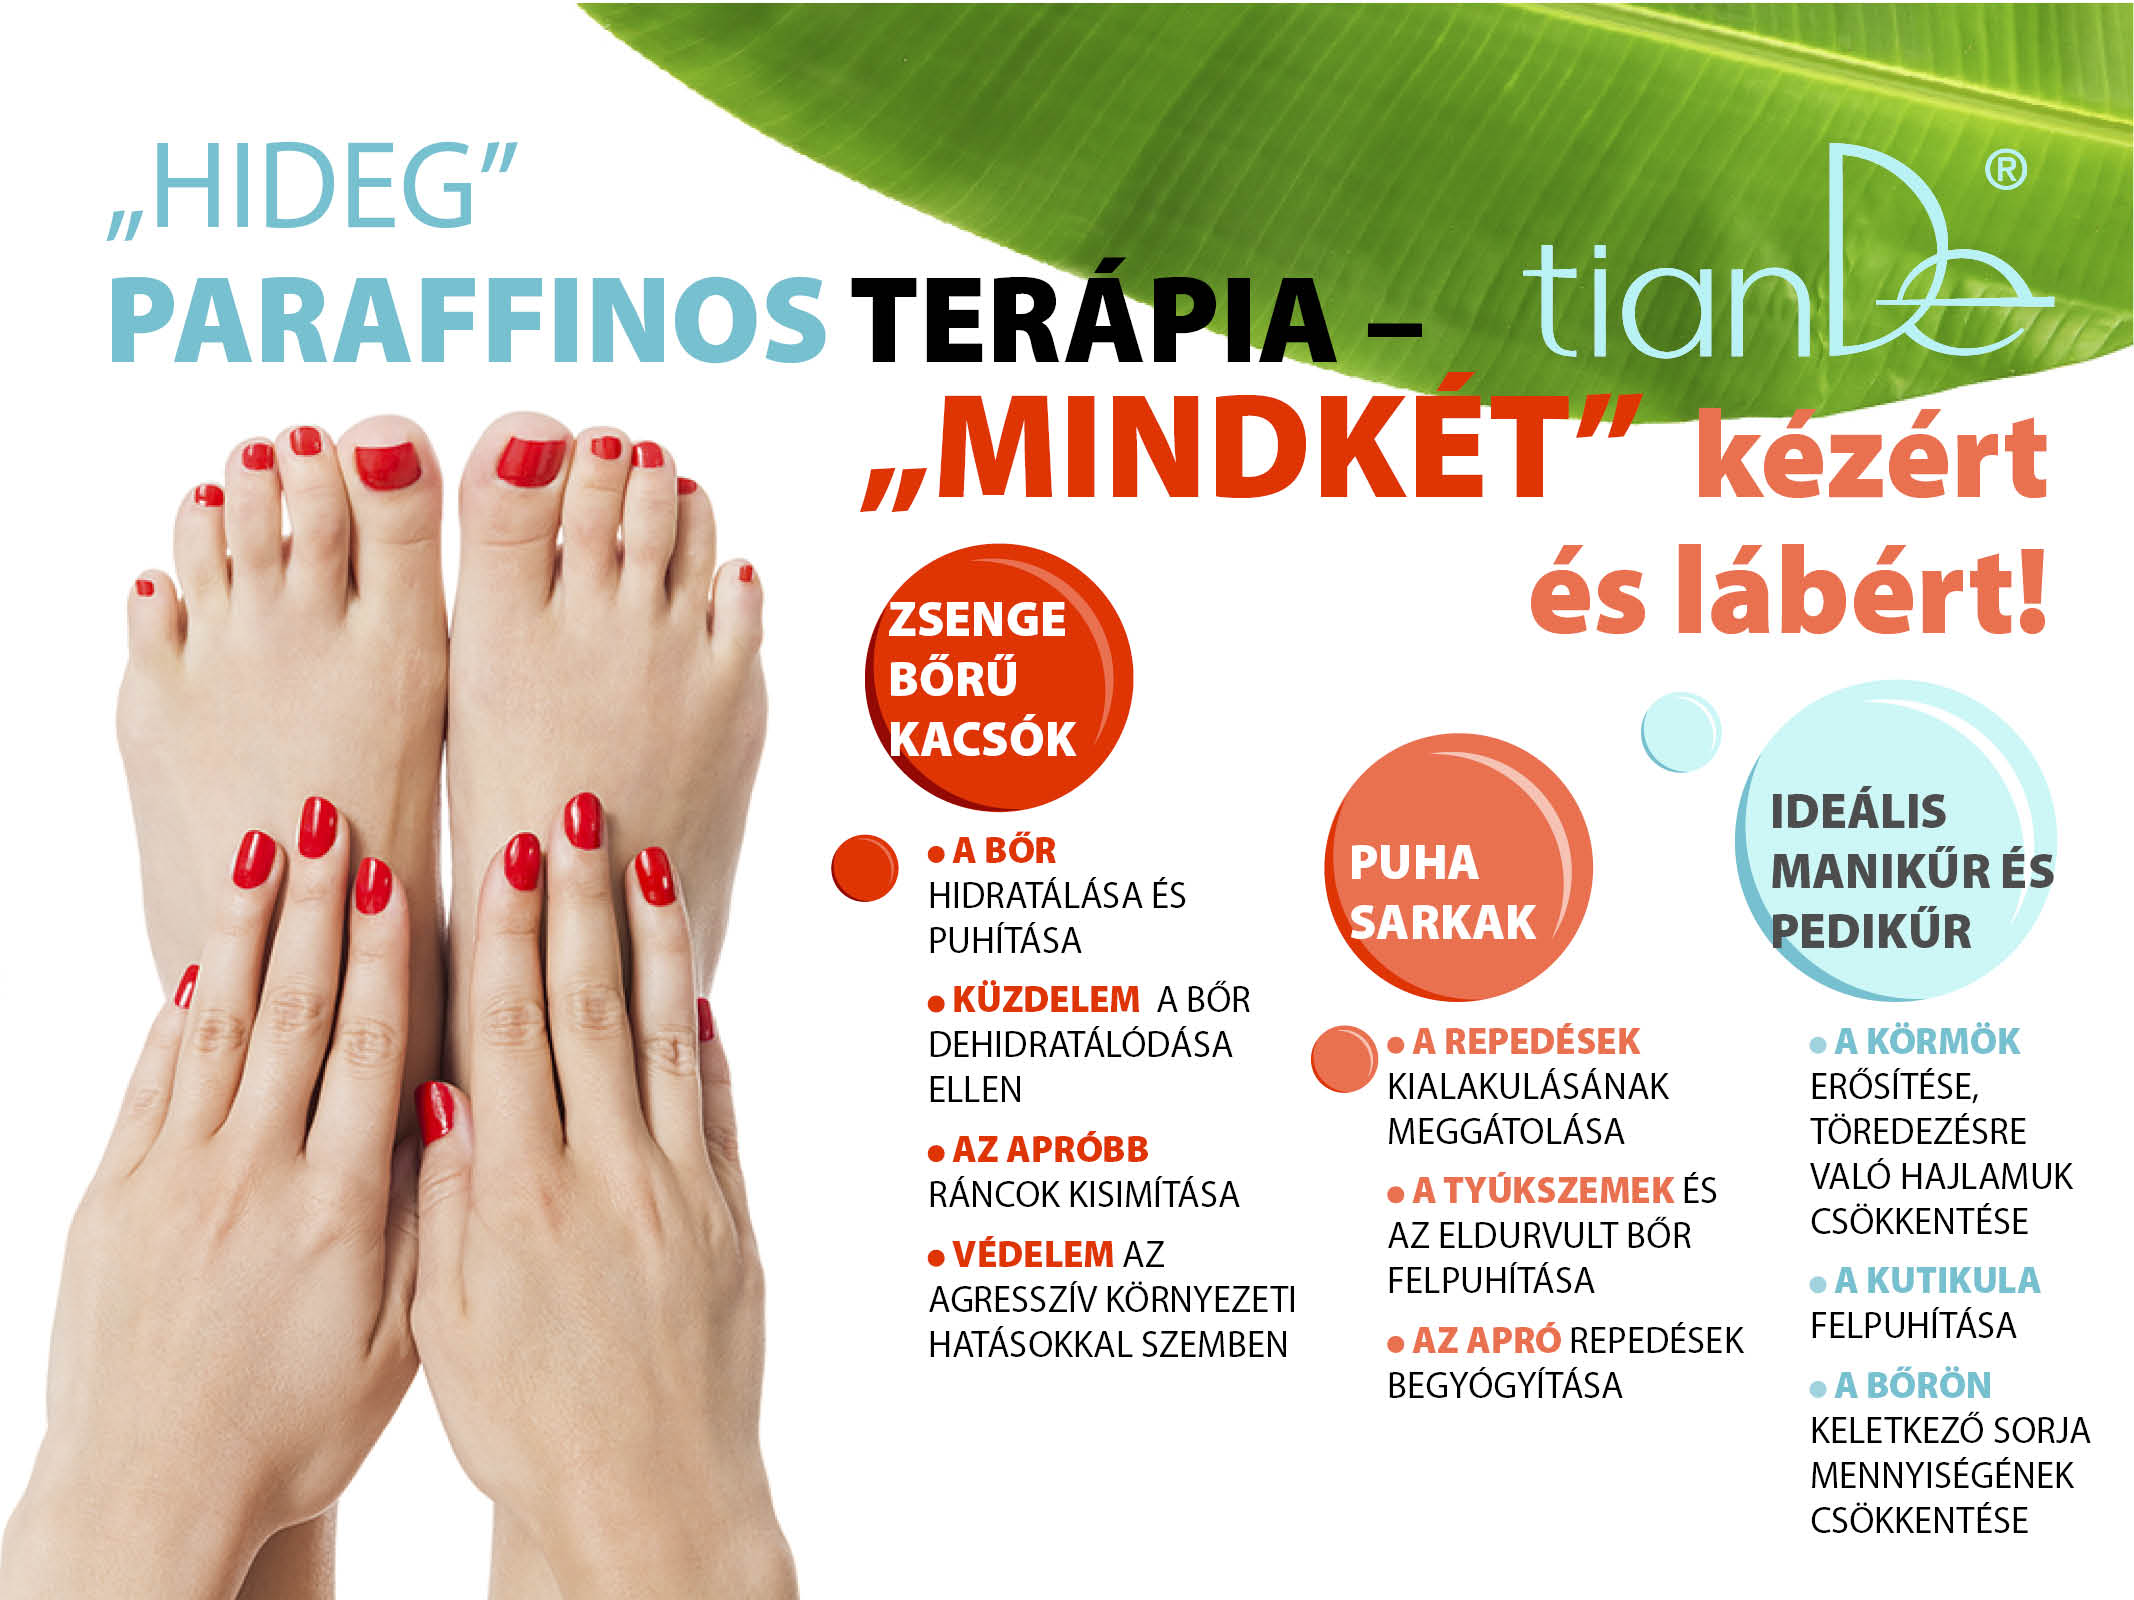 „HIDEG”
PARAFFINOS TERÁPIA –
„MINDKÉT” kézért
és lábért!
tianDe®
ZSENGE
BŐRŰ
KACSÓK
• A BŐR
HIDRATÁLÁSA ÉS
PUHÍTÁSA
• KÜZDELEM A BŐR
DEHIDRATÁLÓDÁSA
ELLEN
• AZ APRÓBB
RÁNCOK KISIMÍTÁSA
• VÉDELEM AZ
AGRESSZÍV KÖRNYEZETI
HATÁSOKKAL SZEMBEN
PUHA
SARKAK
• A REPEDÉSEK
KIALAKULÁSÁNAK
MEGGÁTOLÁSA
• A TYÚKSZEMEK ÉS
AZ ELDURVULT BŐR
FELPUHÍTÁSA
• AZ APRÓ REPEDÉSEK
BEGYÓGYÍTÁSA
IDEÁLIS
MANIKŰR ÉS
PEDIKŰR
• A KÖRMÖK
ERŐSÍTÉSE,
TÖREDEZÉSRE
VALÓ HAJLAMUK
CSÖKKENTÉSE
• A KUTIKULA
FELPUHÍTÁSA
• A BŐRÖN
KELETKEZŐ SORJA
MENNYISÉGÉNEK
CSÖKKENTÉSE